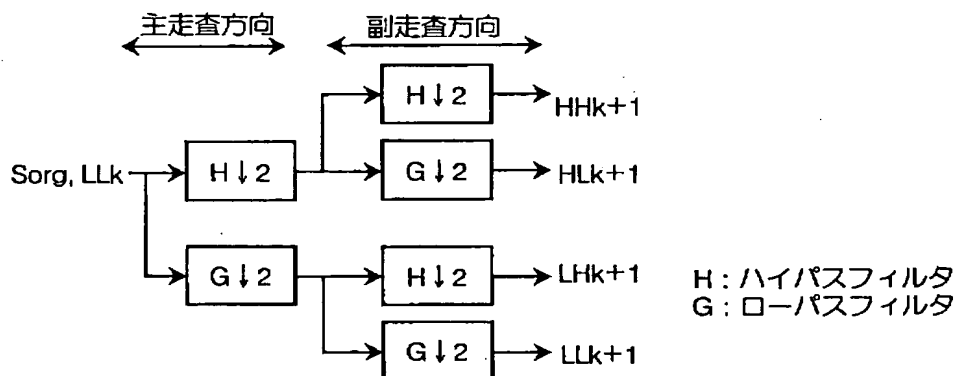 主走査方向
副走査方向
H↓2
HHk+1
Sorg, LLk
H↓2
G↓2
HLk+1
G↓2
H↓2
LHk+1
G↓2
LLk+1
H : ハイパスフィルタ
G : ローパスフィルタ